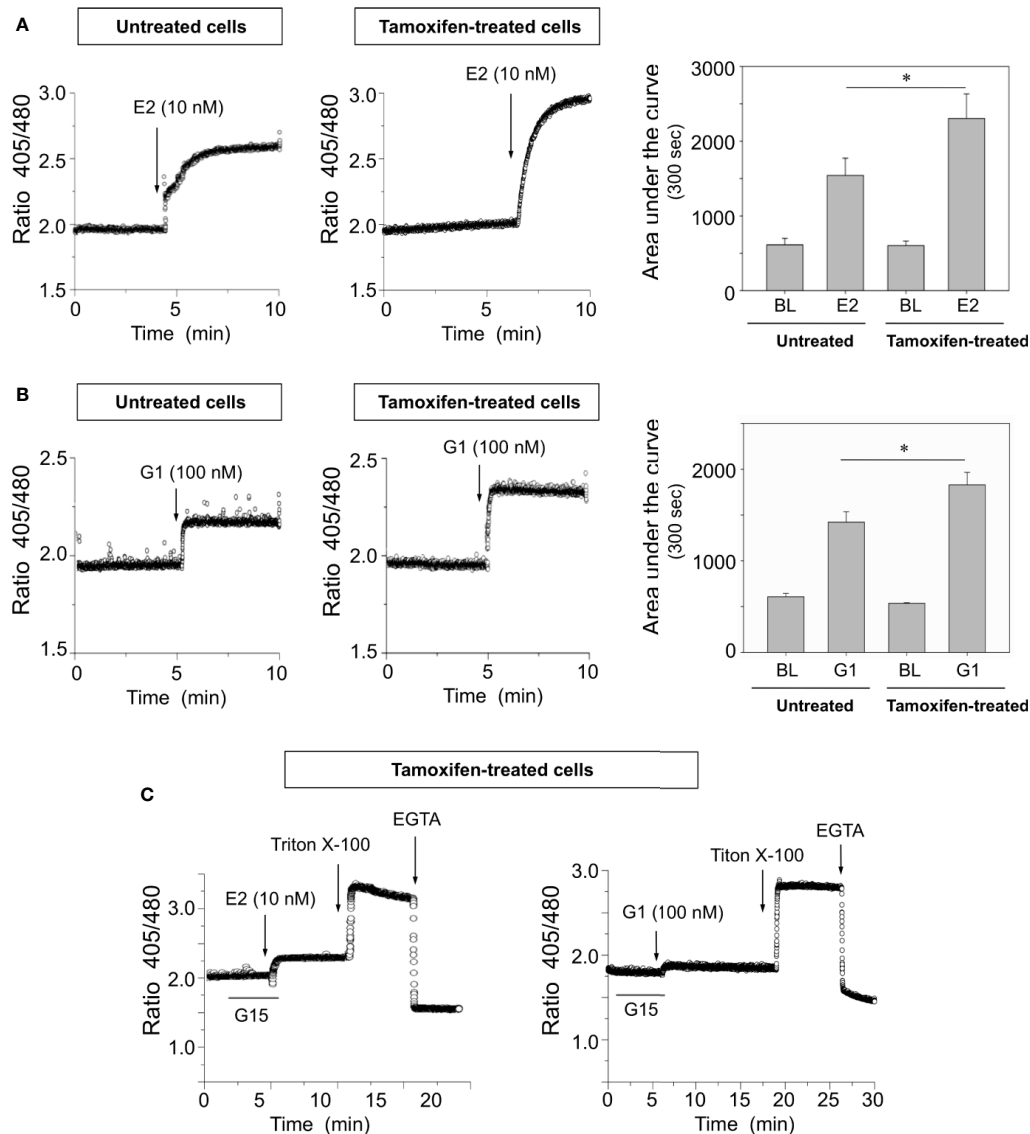 A
Untreated cells
Tamoxifen-treated cells
E2 (10 nM)
Ratio 405/480
3.0
2.5
2.0
1.5
0
5
10
Time (min)
E2 (10 nM)
Ratio 405/480
3.0
2.5
2.0
1.5
0
5
10
Time (min)
Area under the curve
(300 sec)
3000
2000
1000
0
BL E2 BL E2
Untreated Tamoxifen-treated
*
B
Untreated cells
Tamoxifen-treated cells
G1 (100 nM)
Ratio 405/480
2.5
2.0
1.5
0
5
10
Time (min)
G1 (100 nM)
Ratio 405/480
2.5
2.0
1.5
0
5
10
Time (min)
Area under the curve
(300 sec)
2000
1000
0
BL G1 BL G1
Untreated Tamoxifen-treated
*
Tamoxifen-treated cells
C
EGTA
Triton X-100
E2 (10 nM)
G15
Ratio 405/480
3.0
2.0
1.0
0 5 10 15 20
Time (min)
EGTA
Titon X-100
G1 (100 nM)
G15
Ratio 405/480
3.0
2.0
1.0
0 5 10 15 20 25 30
Time (min)